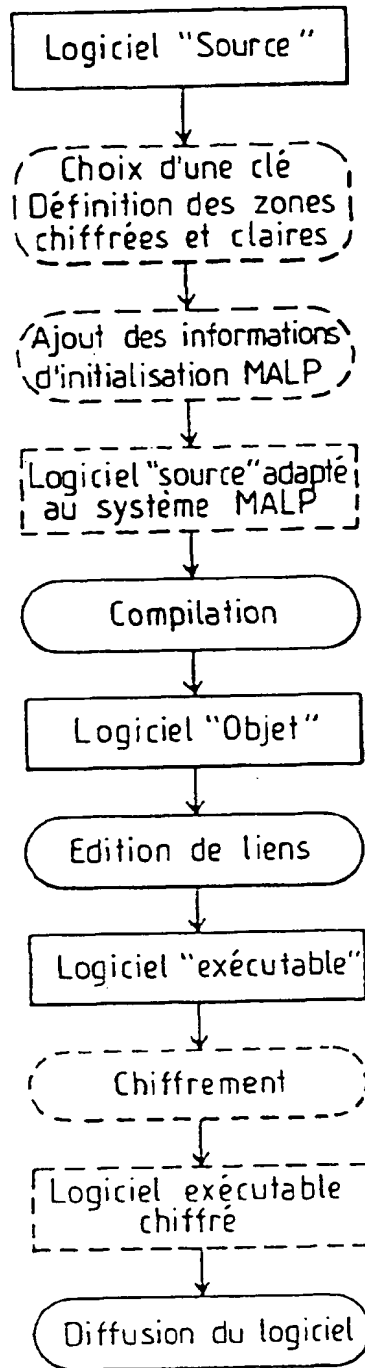 Logiciel "Source"
Choix d'une clé
Définition des zones
chiffrées et claires
Ajout des informations
d'initialisation MALP
Logiciel "source" adapté
au système MALP
Compilation
Logiciel "Objet"
Edition de liens
Logiciel "exécutable"
Chiffrement
Logiciel exécutable
chiffré
Diffusion du logiciel